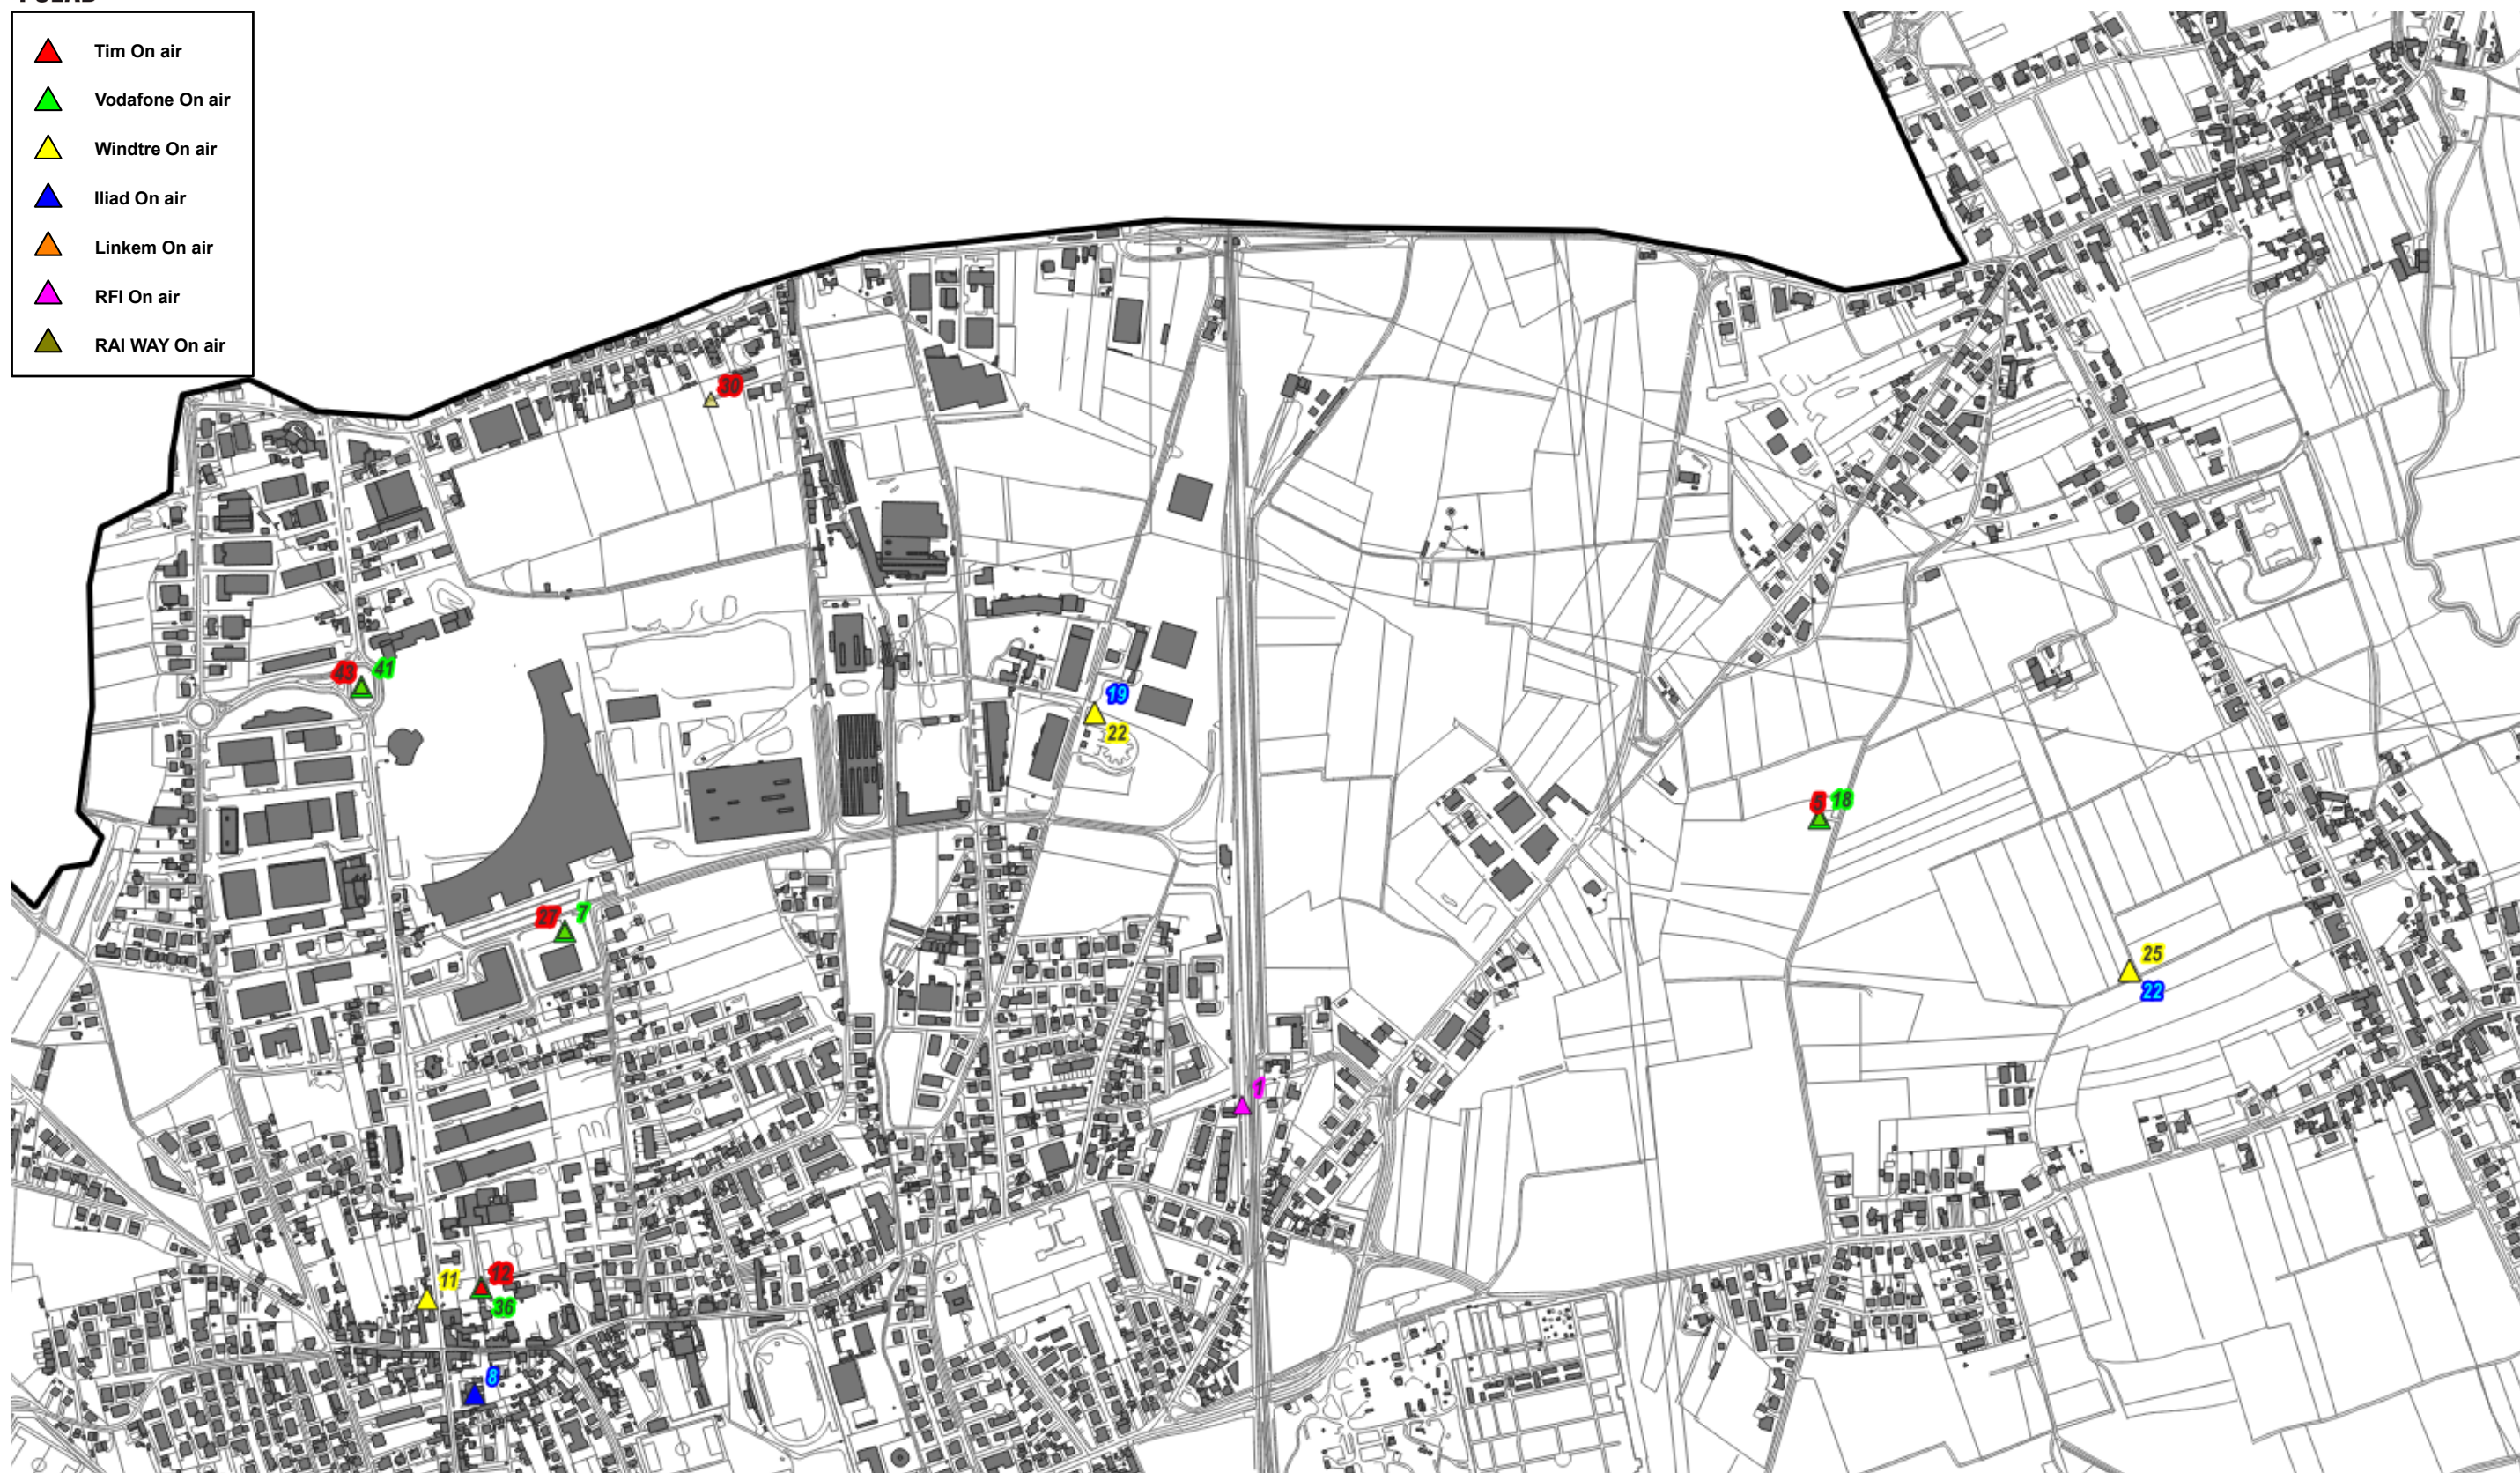 Tim On air
Vodafone On air
Windtre On air
Iliad On air
Linkem On air
RFI On air
RAI WAY On air
30
43 41
19
22
5 18
27 7
25
22
1
11 12
36
8